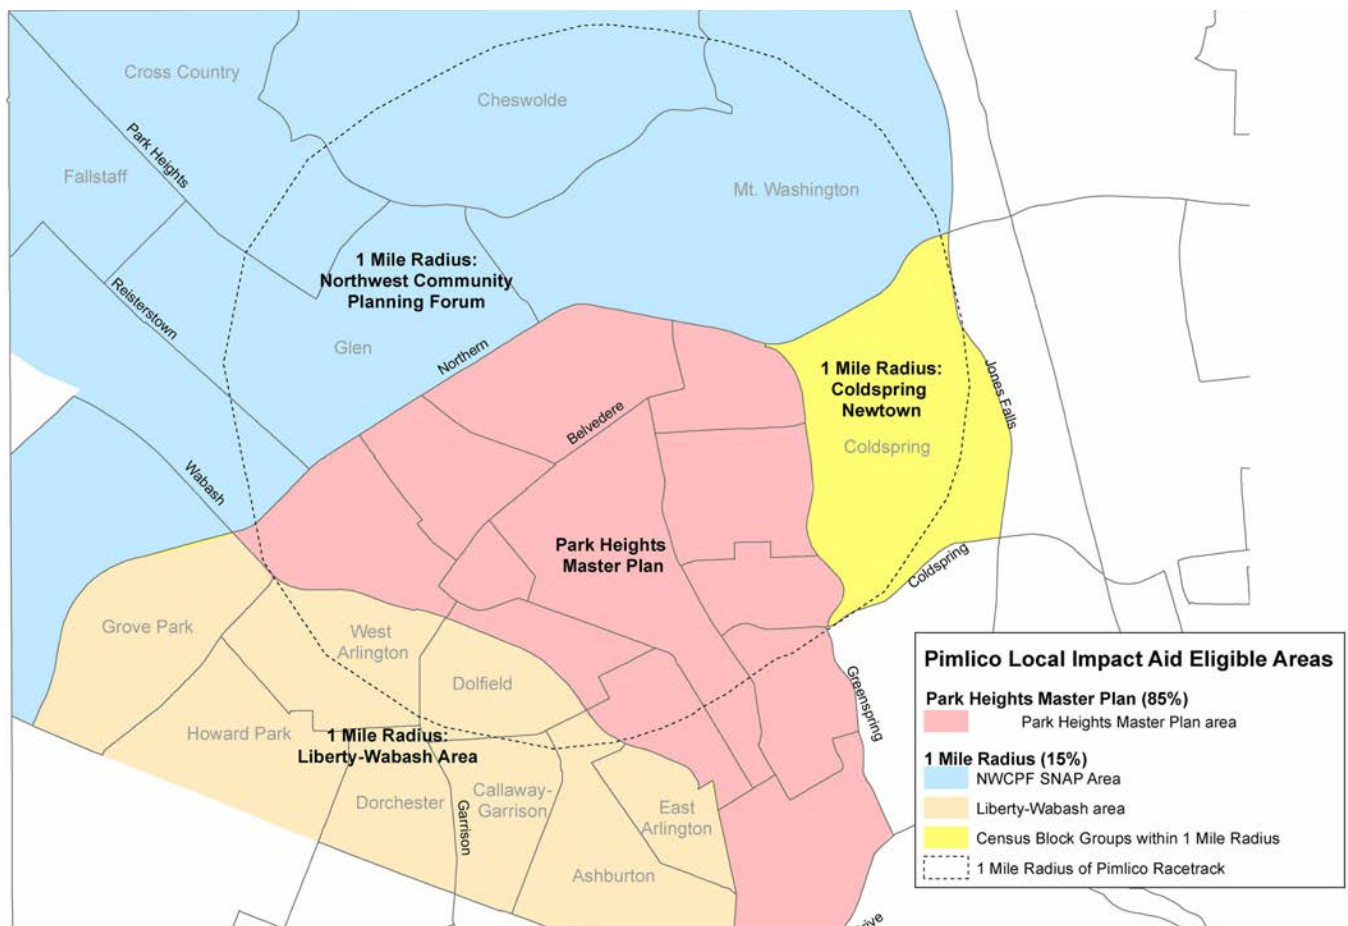 Cross Country
Cheswolde
Park Heights
Fallstaff
Mt. Washington
1 Mile Radius:
Northwest Community
Planning Forum
Reisterstown
Glen
Northern
1 Mile Radius:
Coldspring
Newtown
Jones Falls
Belvedere
Coldspring
Wabash
Park Heights
Master Plan
Coldspring
Grove Park
West
Arlington
Dolfield
Greenspring
Howard Park
1 Mile Radius:
Liberty-Wabash Area
Dorchester
Garrison
Callaway-
Garrison
East
Arlington
Ashburton
Pimlico Local Impact Aid Eligible Areas
Park Heights Master Plan (85%)
Park Heights Master Plan area
1 Mile Radius (15%)
NWCPF SNAP Area
Liberty-Wabash area
Census Block Groups within 1 Mile Radius
1 Mile Radius of Pimlico Racetrack